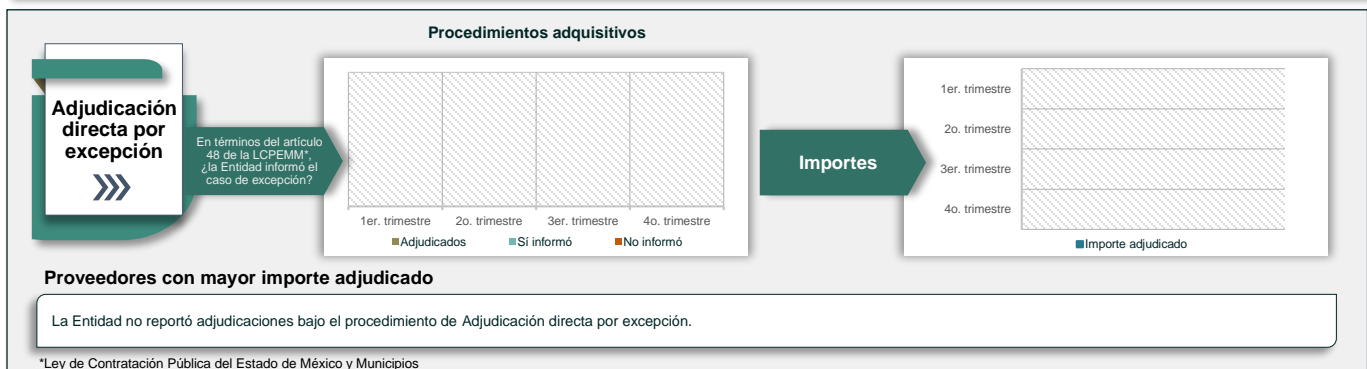 Procedimientos adquisitivos
Adjudicación
directa por
excepción
En términos del artículo
48 de la LCPEMM*,
¿la Entidad informó el
caso de excepción?
1er. trimestre
2o. trimestre
3er. trimestre
4o. trimestre
Adjudicados
Sí informó
No informó
Importes
1er. trimestre
2o. trimestre
3er. trimestre
4o. trimestre
Importe adjudicado
Proveedores con mayor importe adjudicado
La Entidad no reportó adjudicaciones bajo el procedimiento de Adjudicación directa por excepción.
*Ley de Contratación Pública del Estado de México y Municipios